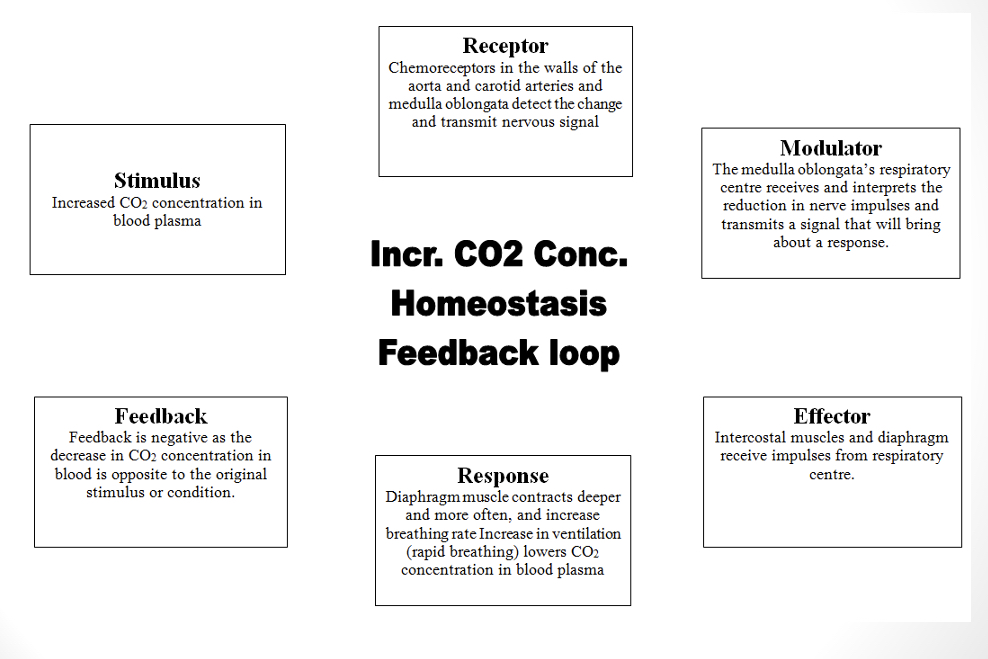 Receptor
Chemoreceptors in the walls of the
aorta and carotid arteries and
medulla oblongata detect the change
and transmit nervous signal
Stimulus
Increased CO2 concentration in
blood plasma
Modulator
The medulla oblongata's respiratory
centre receives and interprets the
reduction in nerve impulses and
transmits a signal that will bring
about a response.
Incr. CO2 Conc.
Homeostasis
Feedback loop
Feedback
Feedback is negative as the
decrease in CO2 concentration in
blood is opposite to the original
stimulus or condition.
Response
Diaphragm muscle contracts deeper
and more often, and increase
breathing rate Increase in ventilation
(rapid breathing) lowers CO2
concentration in blood plasma
Effector
Intercostal muscles and diaphragm
receive impulses from respiratory
centre.